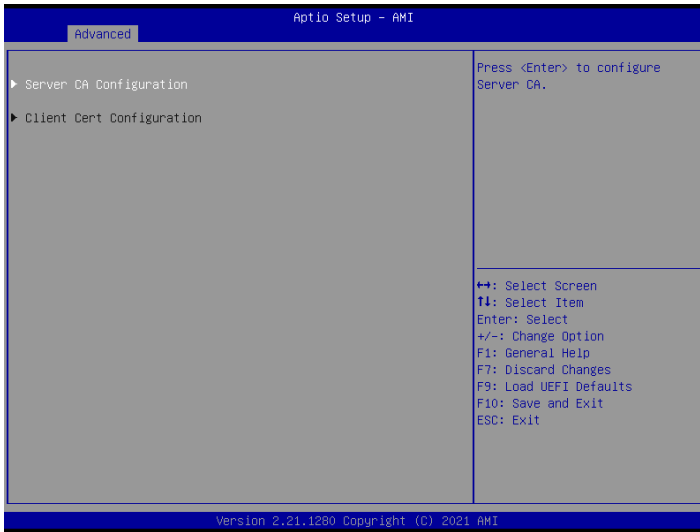 Aptio Setup – AMI
Advanced
▶ Server CA Configuration
▶ Client Cert Configuration
Press <Enter> to configure
Server CA.
↔: Select Screen
↑↓: Select Item
Enter: Select
+/-: Change Option
F1: General Help
F7: Discard Changes
F9: Load UEFI Defaults
F10: Save and Exit
ESC: Exit
Version 2.21.1280 Copyright (C) 2021 AMI